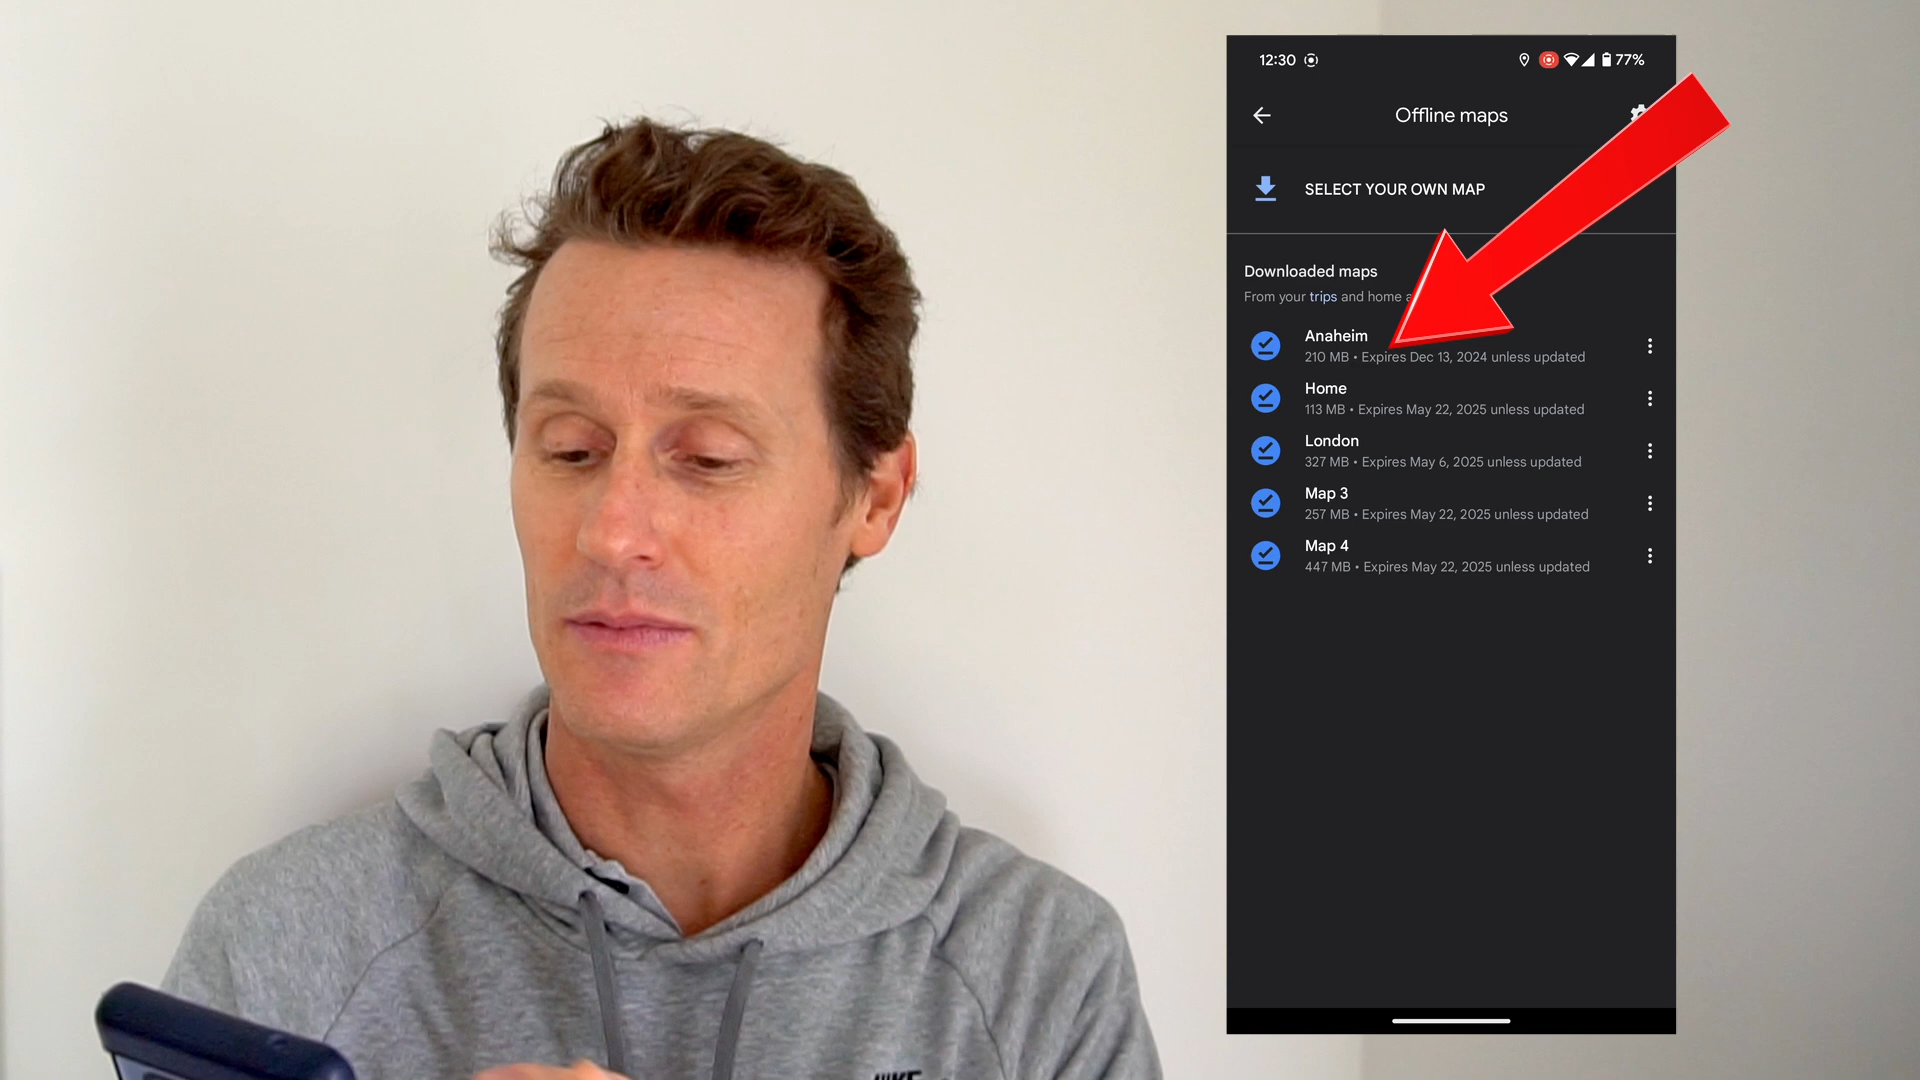 12:30
77%
Offline maps
SELECT YOUR OWN MAP
Downloaded maps
From your trips and home
Anaheim
210 MB • Expires Dec 13, 2024 unless updated
Home
113 MB • Expires May 22, 2025 unless updated
London
327 MB • Expires May 6, 2025 unless updated
Map 3
257 MB • Expires May 22, 2025 unless updated
Map 4
447 MB • Expires May 22, 2025 unless updated